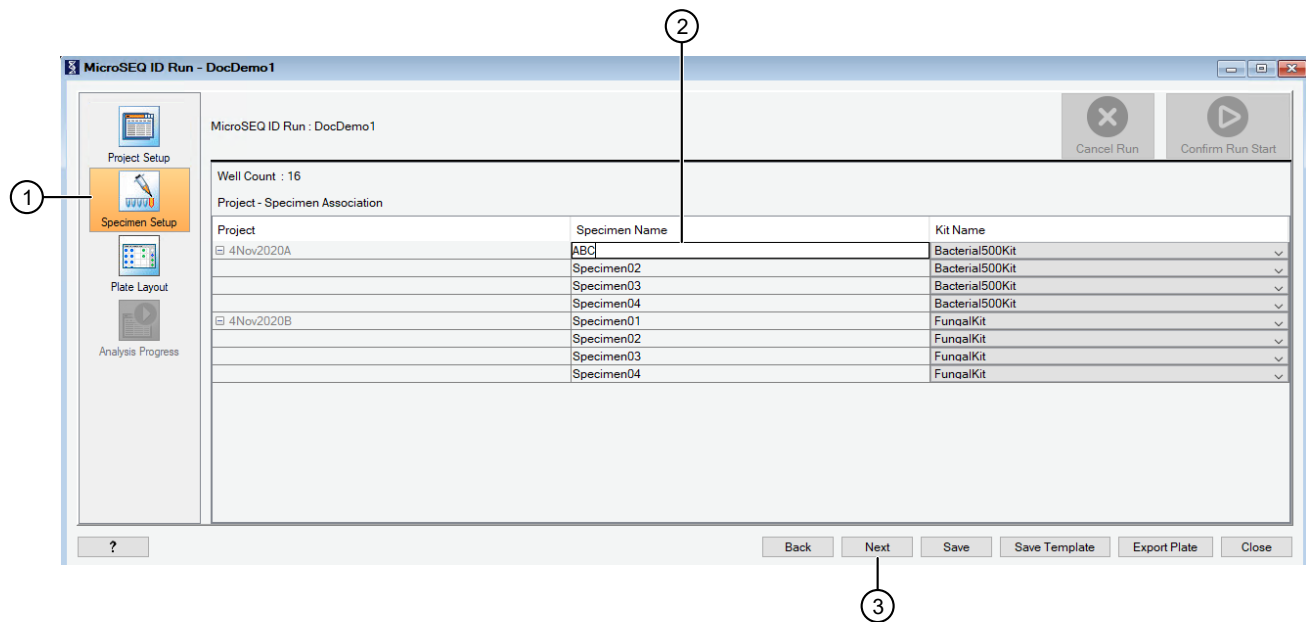 2
MicroSEQ ID Run - DocDemo1
MicroSEQ ID Run : DocDemo1
Cancel Run
Confirm Run Start
Project Setup
1
Specimen Setup
Plate Layout
Analysis Progress
Well Count : 16
Project - Specimen Association
Project Specimen Name Kit Name
4Nov2020A ABC Bacterial500Kit
Specimen02 Bacterial500Kit
Specimen03 Bacterial500Kit
Specimen04 Bacterial500Kit
4Nov2020B Specimen01 FungalKit
Specimen02 FungalKit
Specimen03 FungalKit
Specimen04 FungalKit
? Back Next Save Save Template Export Plate Close
3